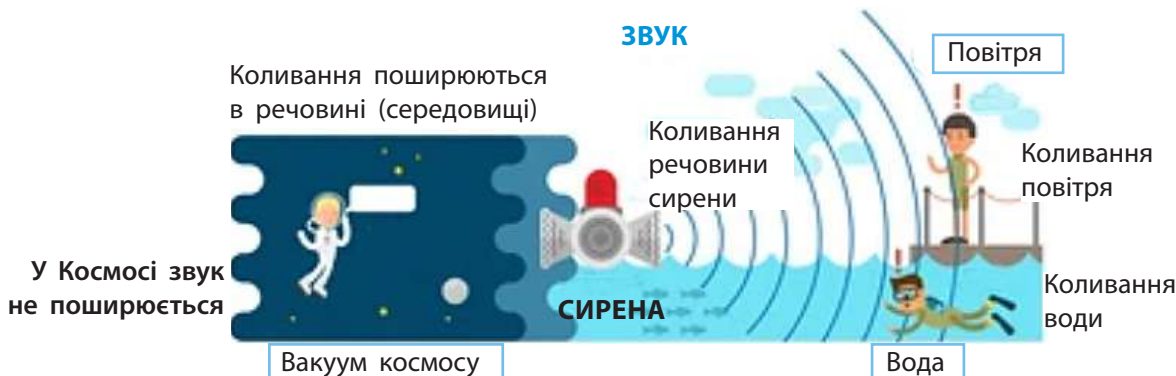 ЗВУК
Повітря
Коливання поширюються
в речовині (середовищі)
Коливання
речовини
сирени
Коливання
повітря
У Космосі звук
не поширюється
СИРЕНА
Коливання
води
Вакуум космосу
Вода